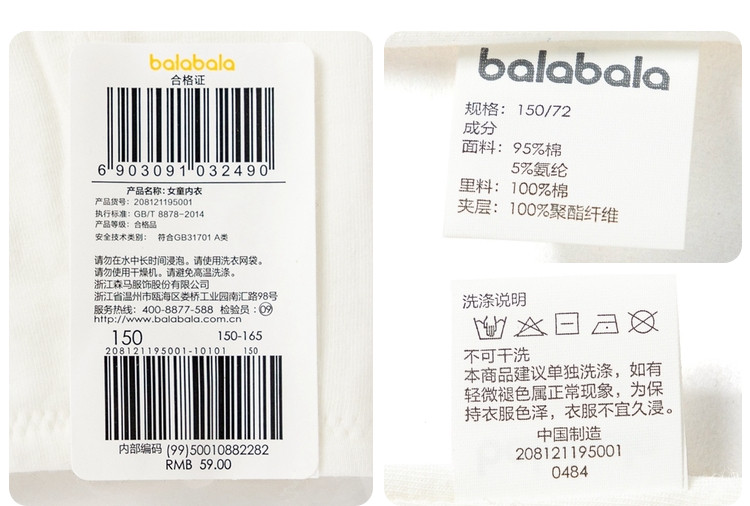 balabala
合格证
6 903091 032490
产品名称: 女童内衣
产品货号: 208121195001
执行标准: GB/T 8878-2014
产品等级: 合格品
安全技术类别: 符合GB31701 A类
请勿在水中长时间浸泡。请使用洗衣网袋。
请勿使用干燥机。请避免高温洗涤。
浙江森马服饰股份有限公司
浙江省温州市瓯海区娄桥工业园南汇路98号
服务热线: 400-8877-588 检验员: 09
http://www.balabala.com.cn
150 150-165
208121195001-10101 150
内部编码 (99)50010882282
RMB 59.00
balabala
规格: 150/72
成分
面料: 95%棉
5%氨纶
里料: 100%棉
夹层: 100%聚酯纤维
洗涤说明
不可干洗
本商品建议单独洗涤，如有
轻微褪色属正常现象，为保
持衣服色泽，衣服不宜久浸。
中国制造
208121195001
0484